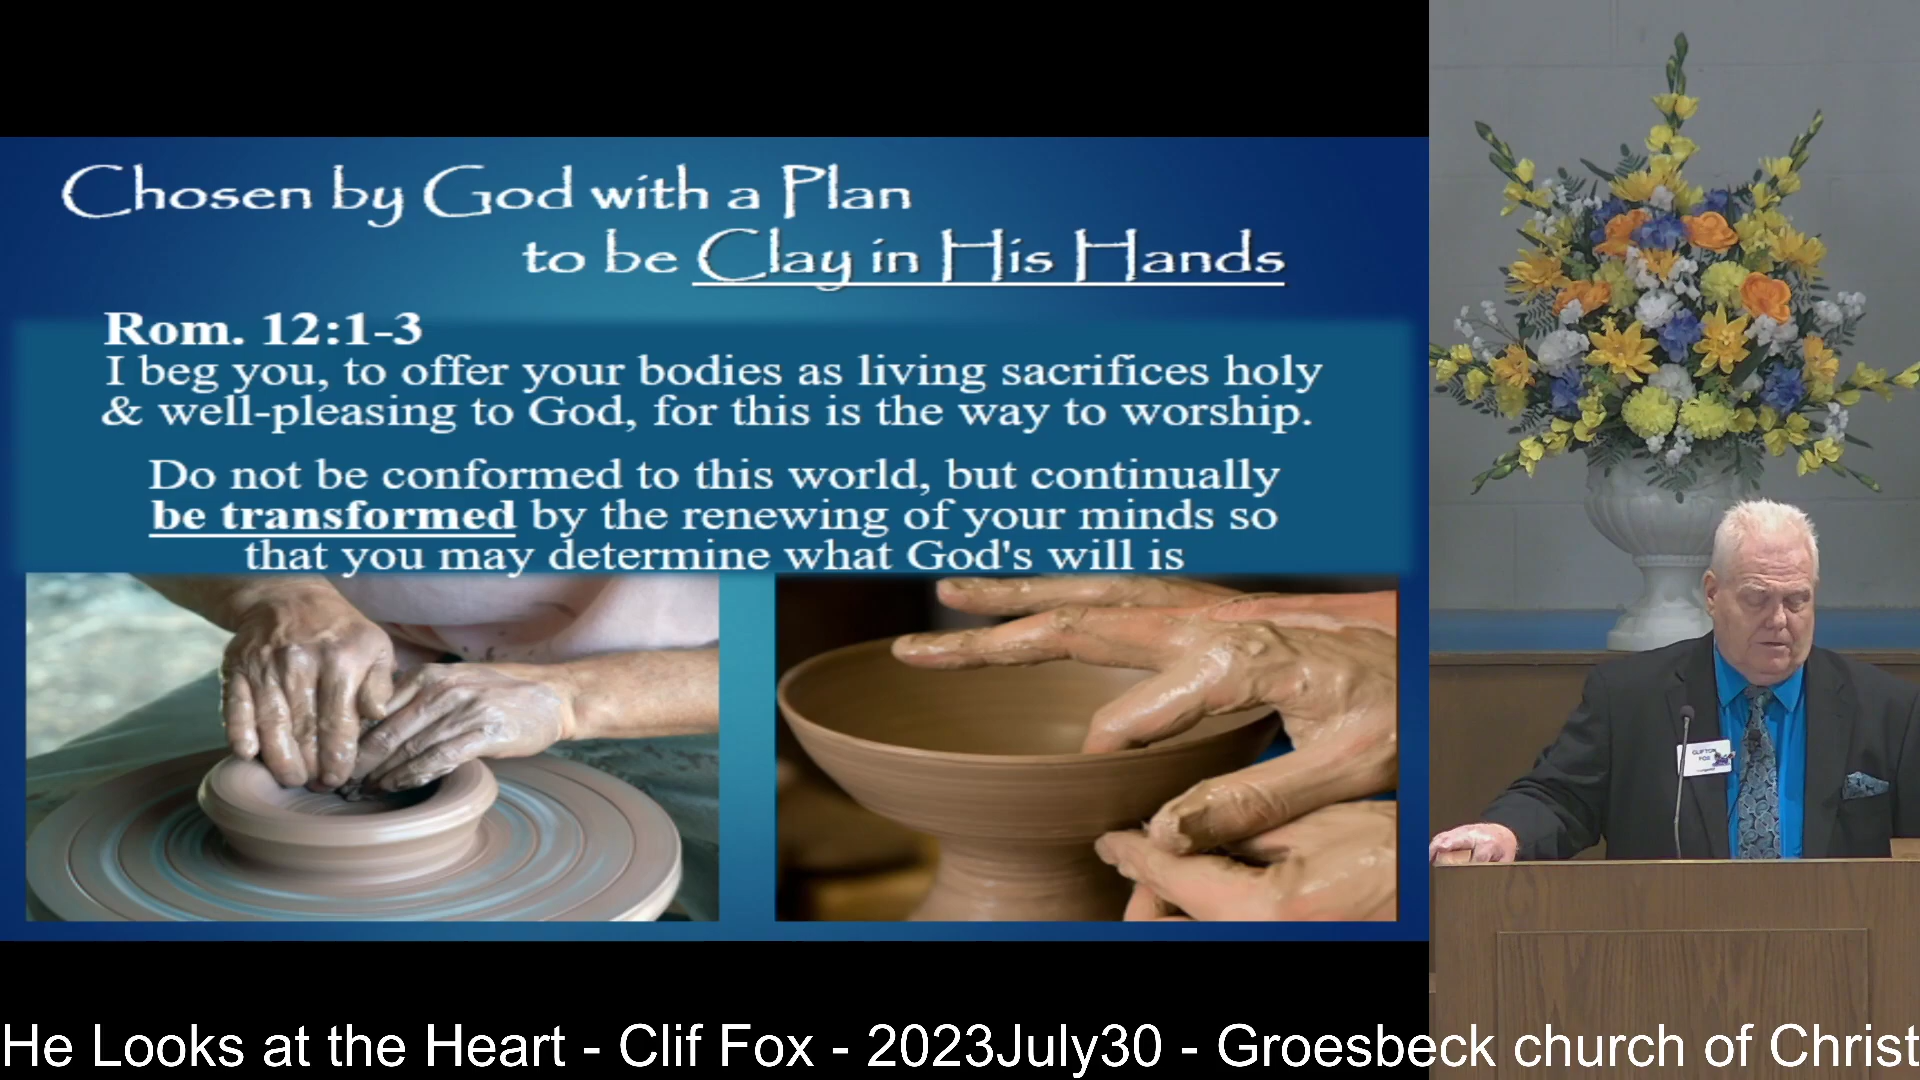 Chosen by God with a Plan
to be Clay in His Hands
Rom. 12:1-3
I beg you, to offer your bodies as living sacrifices holy
& well-pleasing to God, for this is the way to worship.
Do not be conformed to this world, but continually
be transformed by the renewing of your minds so
that you may determine what God's will is
CLIFTON
FOX
He Looks at the Heart - Clif Fox - 2023July30 - Groesbeck church of Christ